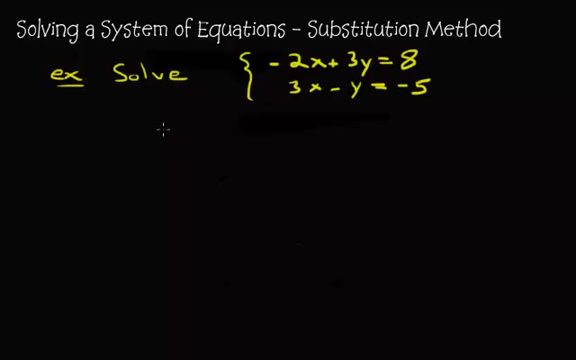 Solving a System of Equations – Substitution Method
ex Solve { -2x + 3y = 8
3x - y = -5